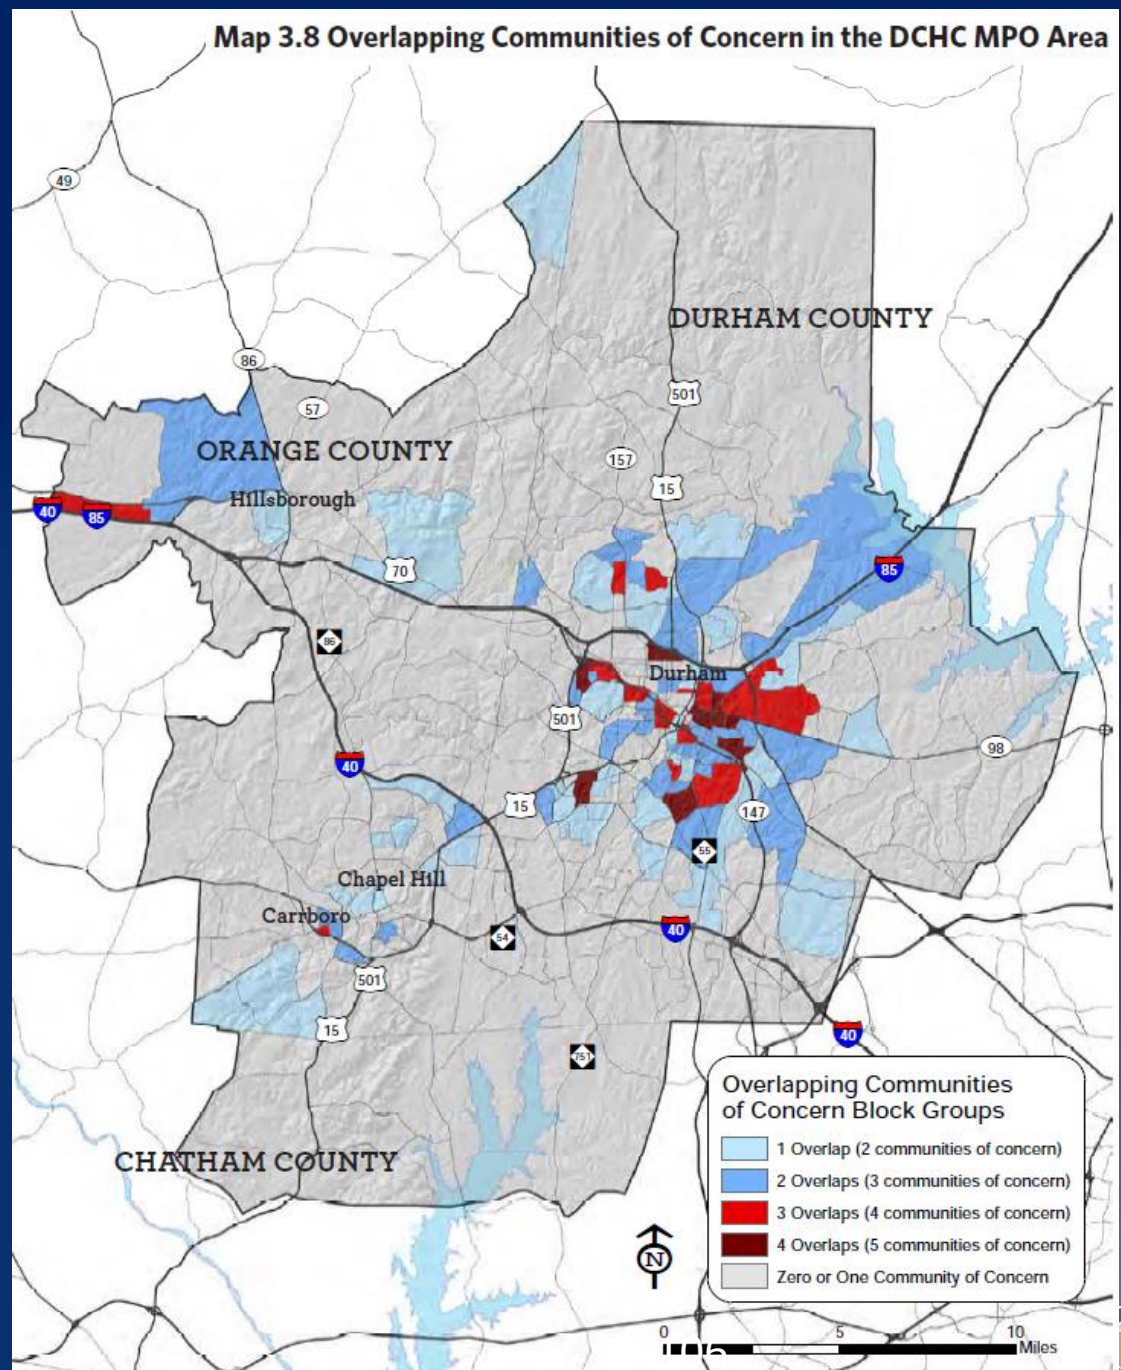 Map 3.8 Overlapping Communities of Concern in the DCHC MPO Area
49
DURHAM COUNTY
86
501
57
ORANGE COUNTY
157
15
Hillsborough
40
85
70
85
86
Durham
501
98
40
15
147
55
Chapel Hill
Carrboro
40
54
501
15
40
751
Overlapping Communities
of Concern Block Groups
1 Overlap (2 communities of concern)
2 Overlaps (3 communities of concern)
3 Overlaps (4 communities of concern)
4 Overlaps (5 communities of concern)
Zero or One Community of Concern
CHATHAM COUNTY
N
0 5 10
Miles